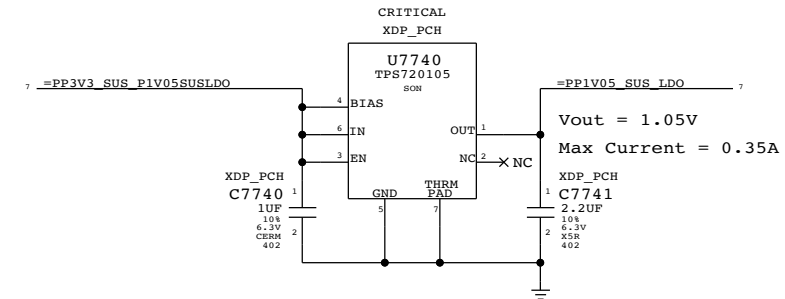 CRITICAL
XDP_PCH
U7740
TPS720105
SON
7 =PP3V3_SUS_P1V05SUSLDO
=PP1V05_SUS_LDO 7
4 BIAS
6 IN
OUT 1
3 EN
NC 2 NC
THRM
GND PAD
5 7
Vout = 1.05V
Max Current = 0.35A
XDP_PCH
C7740 1
1UF
10%
6.3V
2 CERM
402
XDP_PCH
1 C7741
2.2UF
10%
6.3V
2 X5R
402